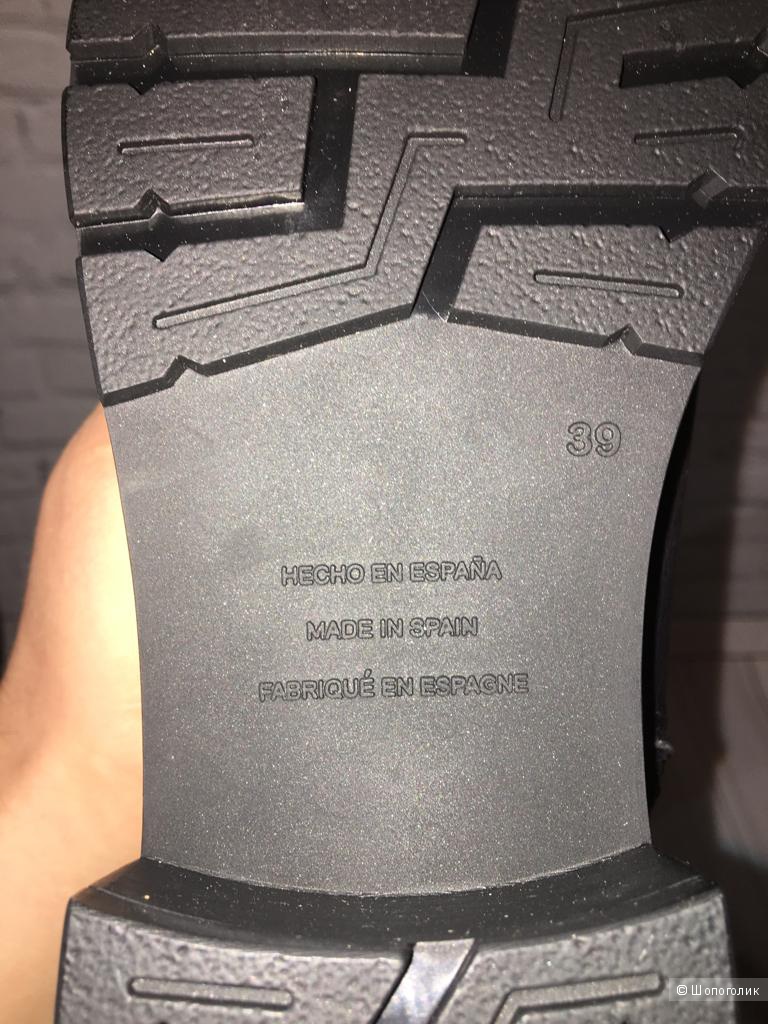 39
HECHO EN ESPAÑA
MADE IN SPAIN
FABRIQUÉ EN ESPAGNE
© Шопоголик